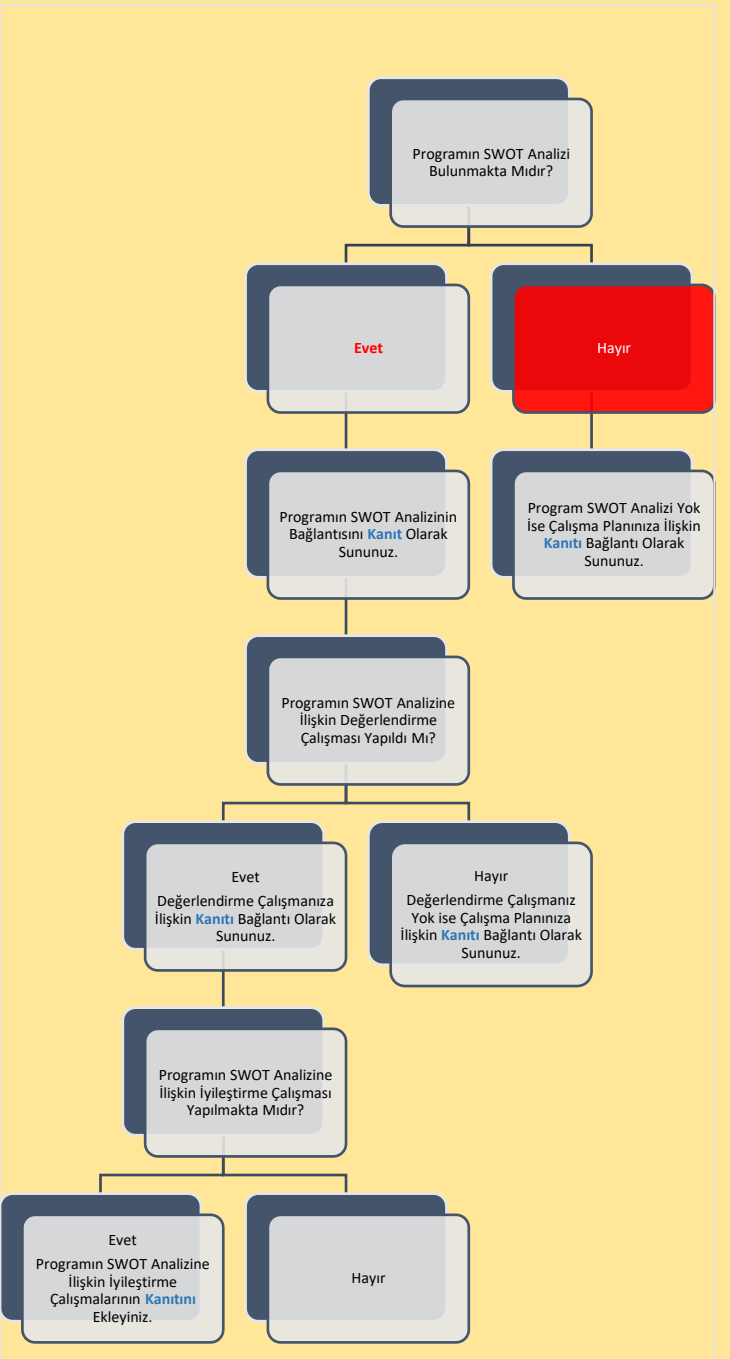 Programın SWOT Analizi
Bulunmakta Mıdır?
Evet
Hayır
Programın SWOT Analizinin
Bağlantısını Kanıt Olarak
Sununuz.
Program SWOT Analizi Yok
İse Çalışma Planınıza İlişkin
Kanıtı Bağlantı Olarak
Sununuz.
Programın SWOT Analizine
İlişkin Değerlendirme
Çalışması Yapıldı Mı?
Evet
Değerlendirme Çalışmanıza
İlişkin Kanıtı Bağlantı Olarak
Sununuz.
Hayır
Değerlendirme Çalışmanız
Yok ise Çalışma Planınıza
İlişkin Kanıtı Bağlantı Olarak
Sununuz.
Programın SWOT Analizine
İlişkin İyileştirme Çalışması
Yapılmakta Mıdır?
Evet
Programın SWOT Analizine
İlişkin İyileştirme
Çalışmalarının Kanıtını
Ekleyiniz.
Hayır